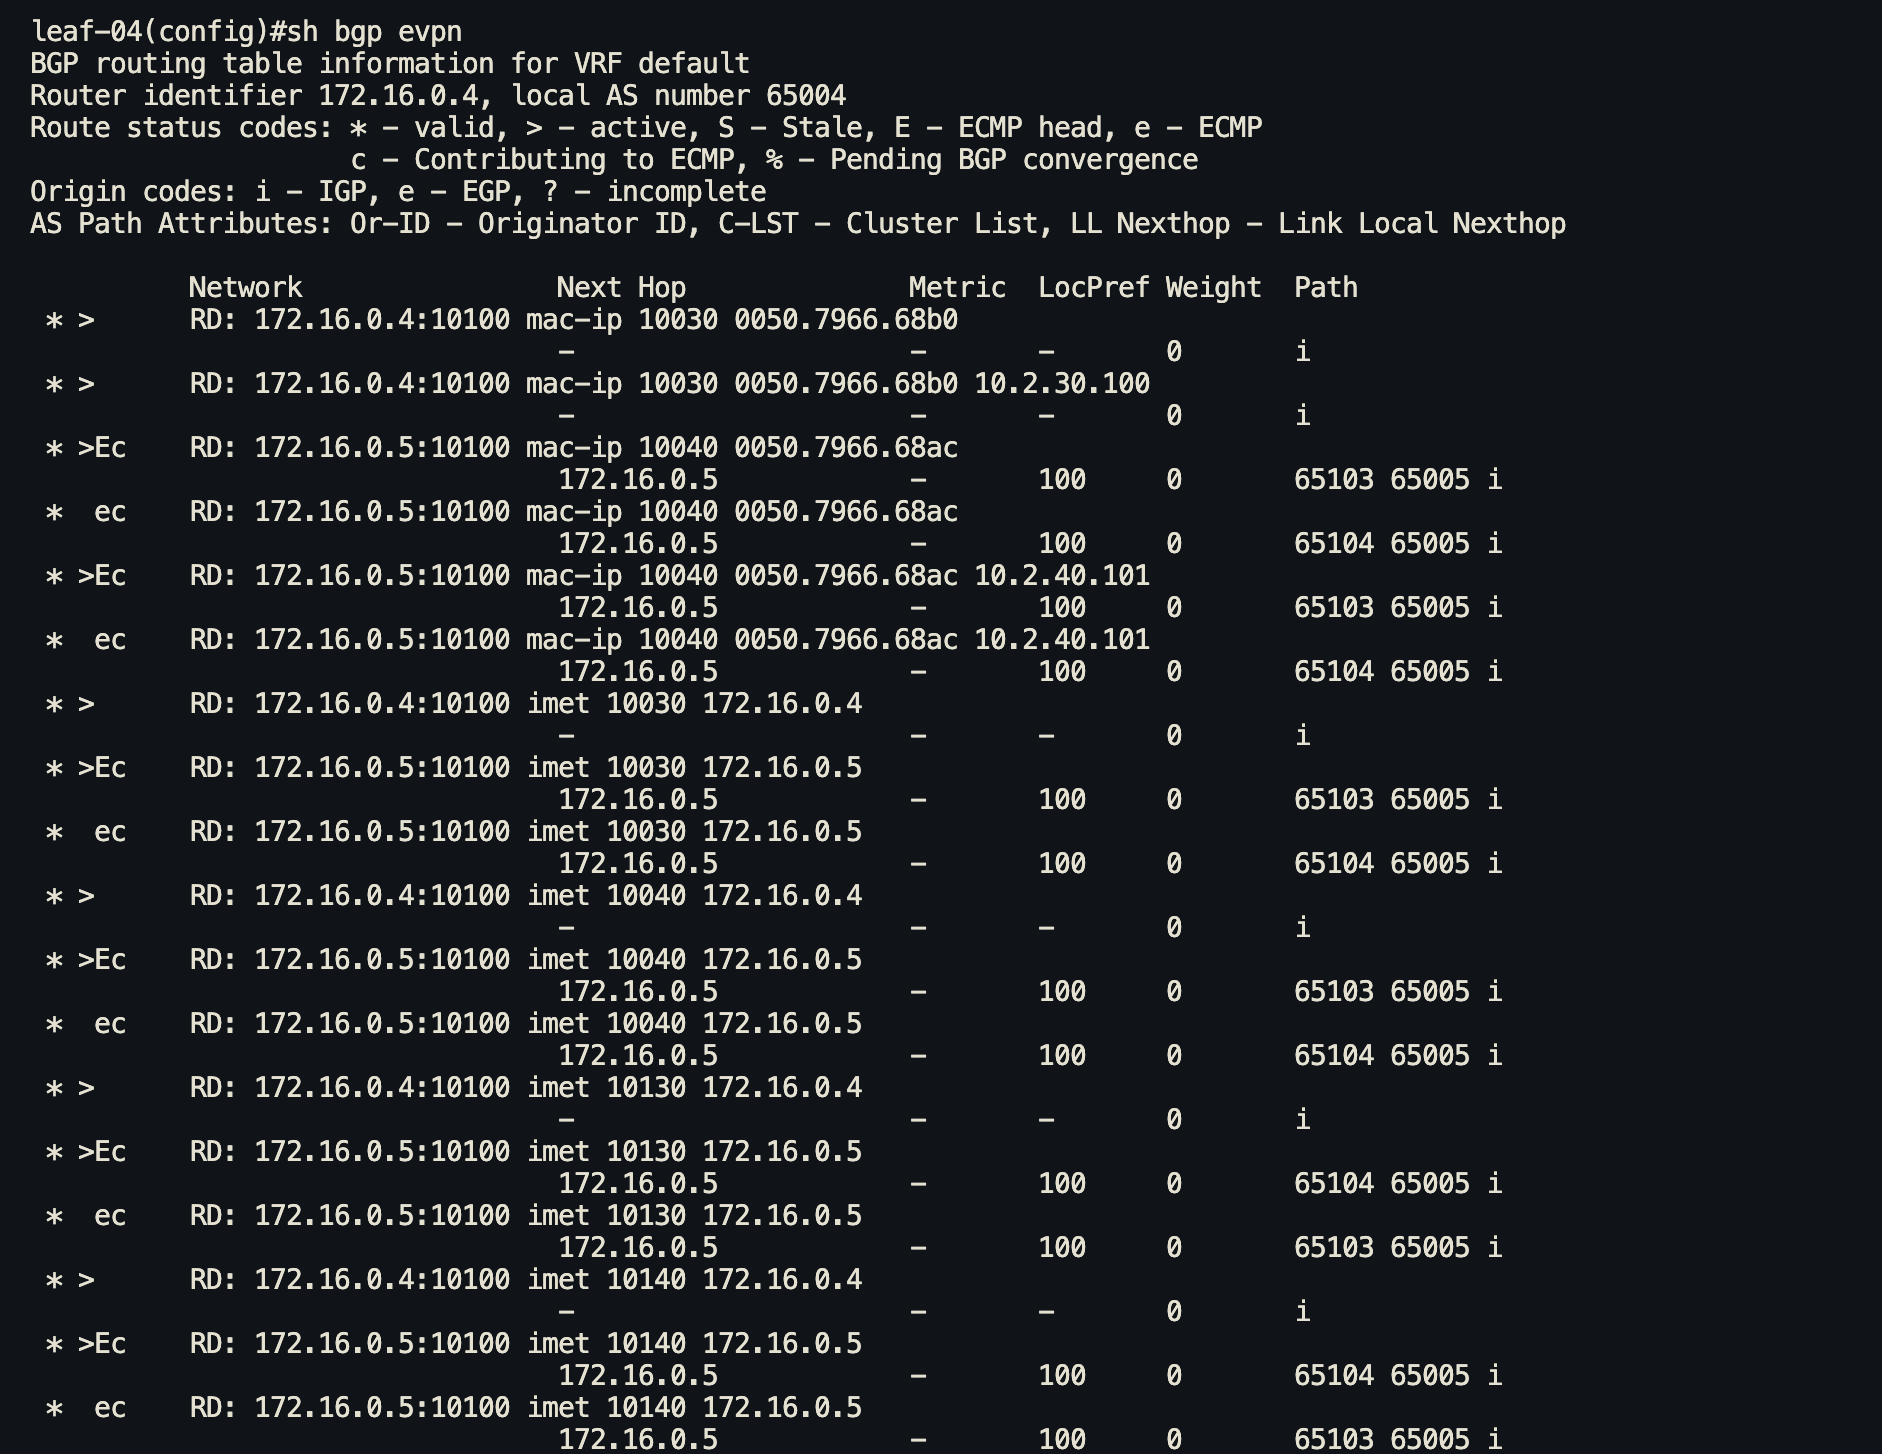 leaf-04(config)#sh bgp evpn
BGP routing table information for VRF default
Router identifier 172.16.0.4, local AS number 65004
Route status codes: * - valid, > - active, S - Stale, E - ECMP head, e - ECMP
                    c - Contributing to ECMP, % - Pending BGP convergence
Origin codes: i - IGP, e - EGP, ? - incomplete
AS Path Attributes: Or-ID - Originator ID, C-LST - Cluster List, LL Nexthop - Link Local Nexthop

          Network                Next Hop              Metric  LocPref Weight  Path
 * >      RD: 172.16.0.4:10100 mac-ip 10030 0050.7966.68b0
                                 -                     -       -       0       i
 * >      RD: 172.16.0.4:10100 mac-ip 10030 0050.7966.68b0 10.2.30.100
                                 -                     -       -       0       i
 * >Ec    RD: 172.16.0.5:10100 mac-ip 10040 0050.7966.68ac
                                 172.16.0.5            -       100     0       65103 65005 i
 *  ec    RD: 172.16.0.5:10100 mac-ip 10040 0050.7966.68ac
                                 172.16.0.5            -       100     0       65104 65005 i
 * >Ec    RD: 172.16.0.5:10100 mac-ip 10040 0050.7966.68ac 10.2.40.101
                                 172.16.0.5            -       100     0       65103 65005 i
 *  ec    RD: 172.16.0.5:10100 mac-ip 10040 0050.7966.68ac 10.2.40.101
                                 172.16.0.5            -       100     0       65104 65005 i
 * >      RD: 172.16.0.4:10100 imet 10030 172.16.0.4
                                 -                     -       -       0       i
 * >Ec    RD: 172.16.0.5:10100 imet 10030 172.16.0.5
                                 172.16.0.5            -       100     0       65103 65005 i
 *  ec    RD: 172.16.0.5:10100 imet 10030 172.16.0.5
                                 172.16.0.5            -       100     0       65104 65005 i
 * >      RD: 172.16.0.4:10100 imet 10040 172.16.0.4
                                 -                     -       -       0       i
 * >Ec    RD: 172.16.0.5:10100 imet 10040 172.16.0.5
                                 172.16.0.5            -       100     0       65103 65005 i
 *  ec    RD: 172.16.0.5:10100 imet 10040 172.16.0.5
                                 172.16.0.5            -       100     0       65104 65005 i
 * >      RD: 172.16.0.4:10100 imet 10130 172.16.0.4
                                 -                     -       -       0       i
 * >Ec    RD: 172.16.0.5:10100 imet 10130 172.16.0.5
                                 172.16.0.5            -       100     0       65104 65005 i
 *  ec    RD: 172.16.0.5:10100 imet 10130 172.16.0.5
                                 172.16.0.5            -       100     0       65103 65005 i
 * >      RD: 172.16.0.4:10100 imet 10140 172.16.0.4
                                 -                     -       -       0       i
 * >Ec    RD: 172.16.0.5:10100 imet 10140 172.16.0.5
                                 172.16.0.5            -       100     0       65104 65005 i
 *  ec    RD: 172.16.0.5:10100 imet 10140 172.16.0.5
                                 172.16.0.5            -       100     0       65103 65005 i